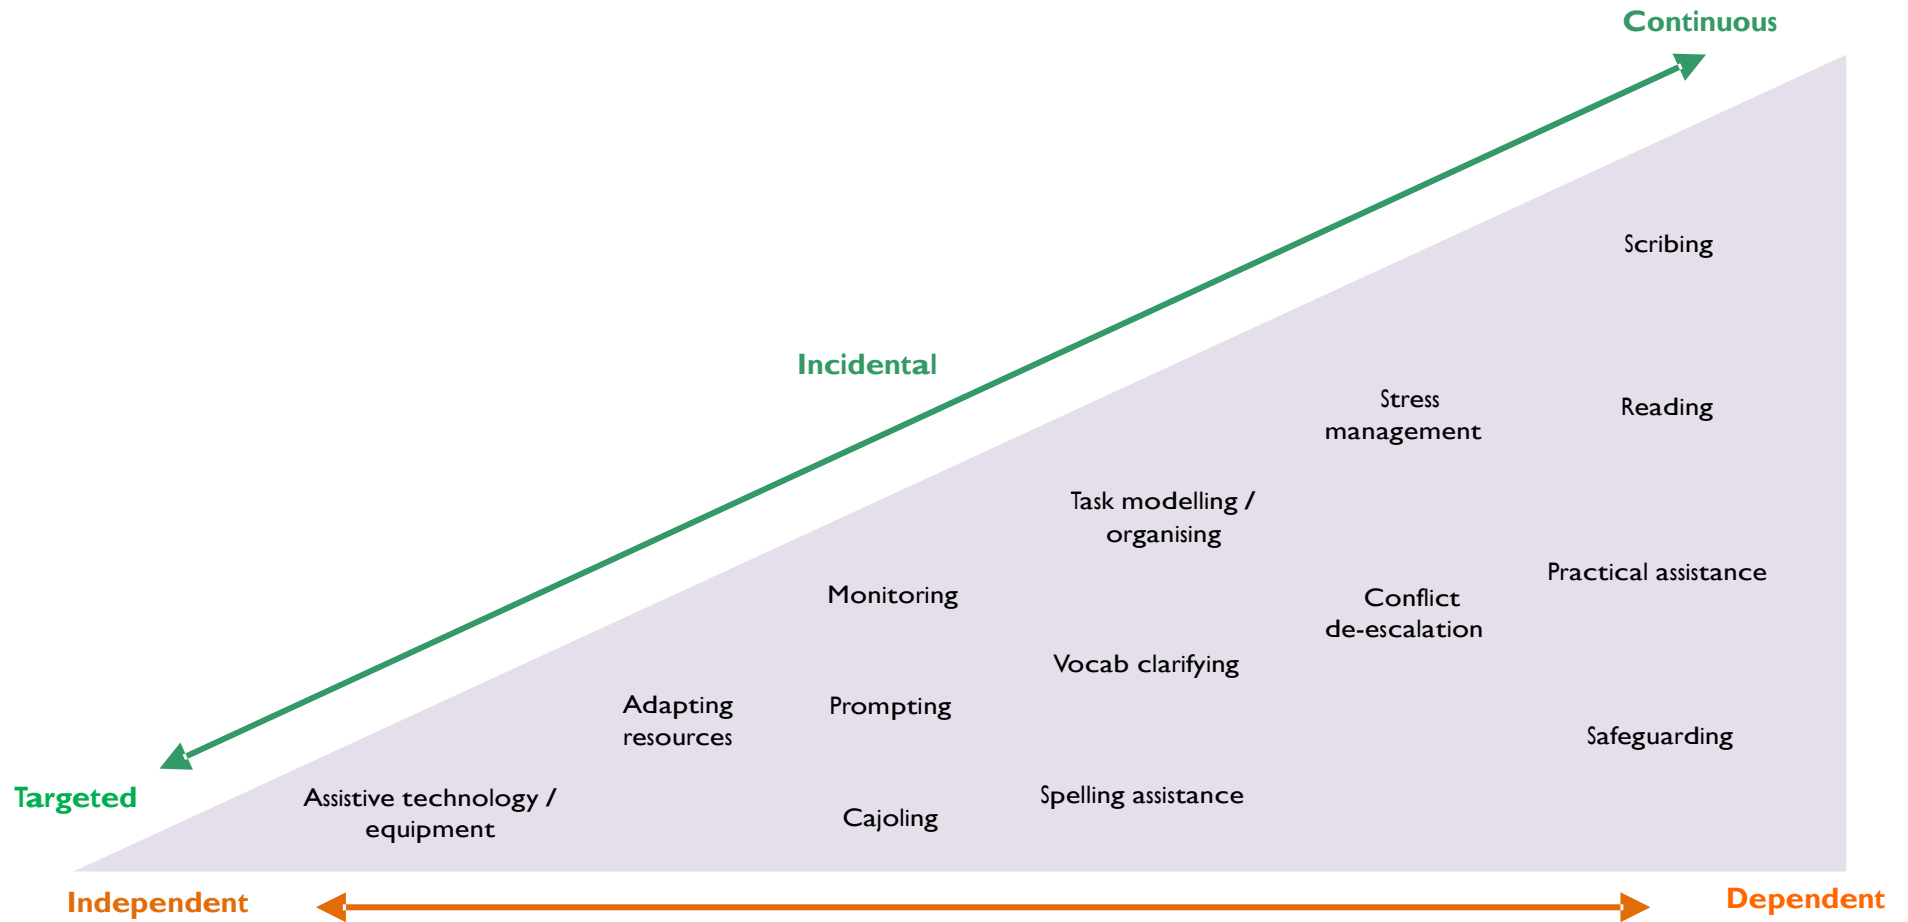 Continuous
Scribing
Incidental
Stress
management
Reading
Task modelling /
organising
Practical assistance
Monitoring
Conflict
de-escalation
Vocab clarifying
Adapting
resources
Prompting
Safeguarding
Targeted
Assistive technology /
equipment
Spelling assistance
Cajoling
Independent
Dependent